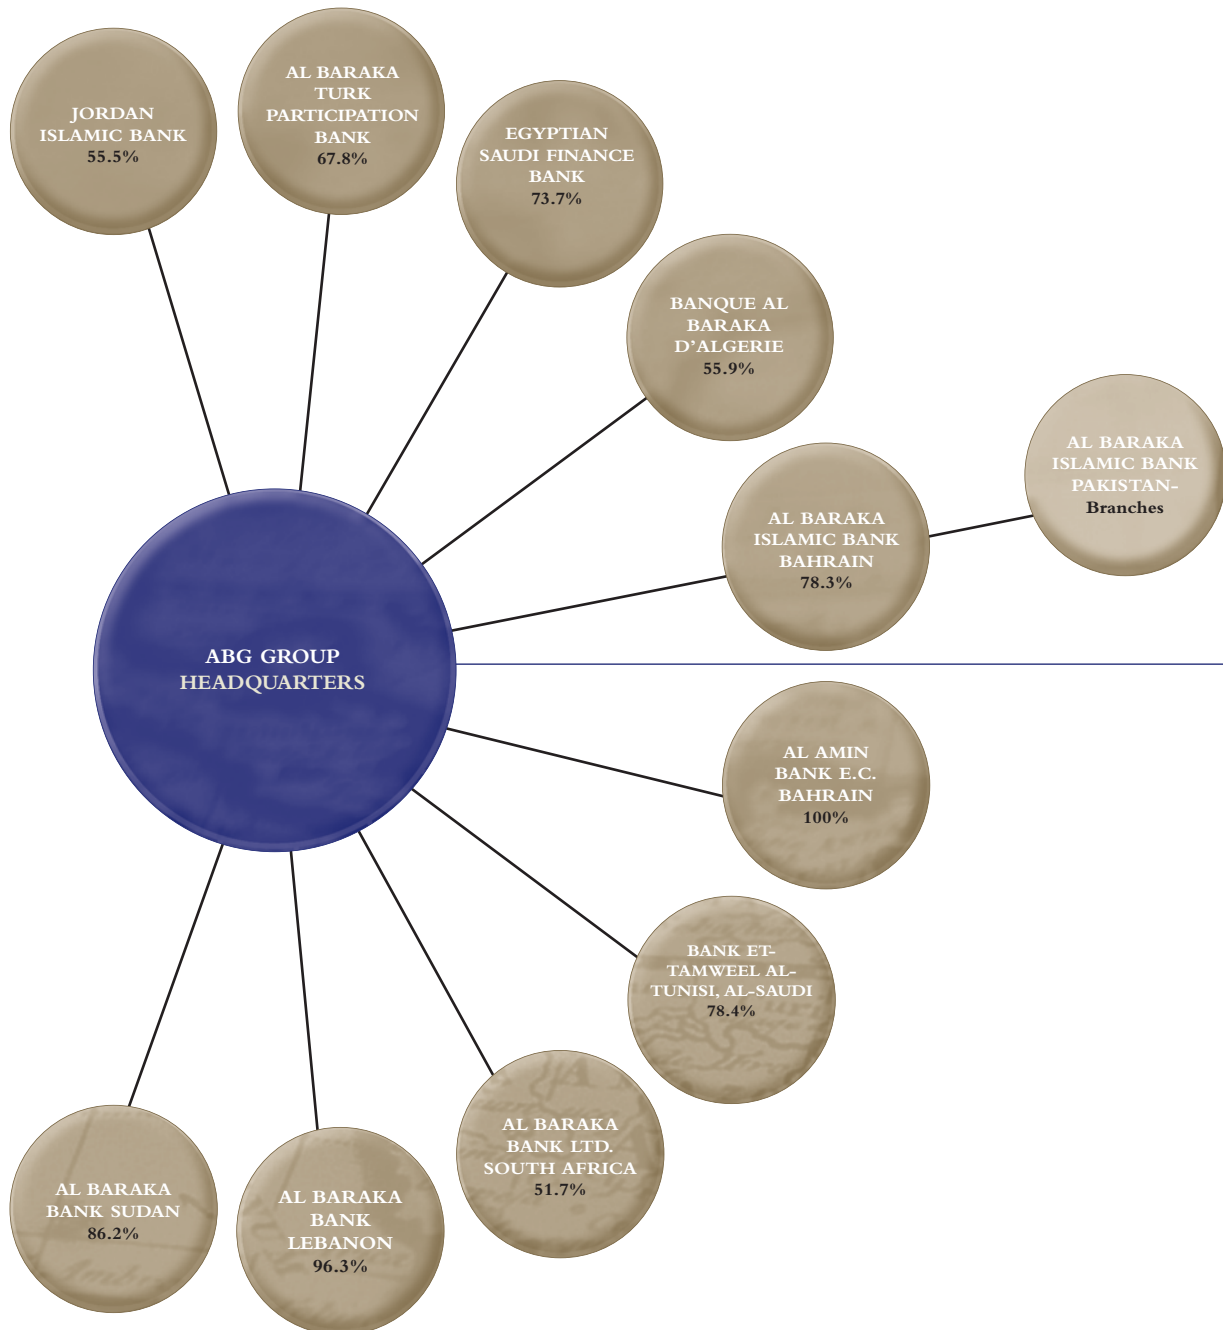 JORDAN
ISLAMIC BANK
55.5%
AL BARAKA
TURK
PARTICIPATION
BANK
67.8%
EGYPTIAN
SAUDI FINANCE
BANK
73.7%
BANQUE AL
BARAKA
D’ALGERIE
55.9%
AL BARAKA
ISLAMIC BANK
PAKISTAN-
Branches
AL BARAKA
ISLAMIC BANK
BAHRAIN
78.3%
ABG GROUP
HEADQUARTERS
AL AMIN
BANK E.C.
BAHRAIN
100%
BANK ET-
TAMWEEL AL-
TUNISI, AL-SAUDI
78.4%
AL BARAKA
BANK LTD.
SOUTH AFRICA
51.7%
AL BARAKA
BANK LEBANON
96.3%
AL BARAKA
BANK SUDAN
86.2%